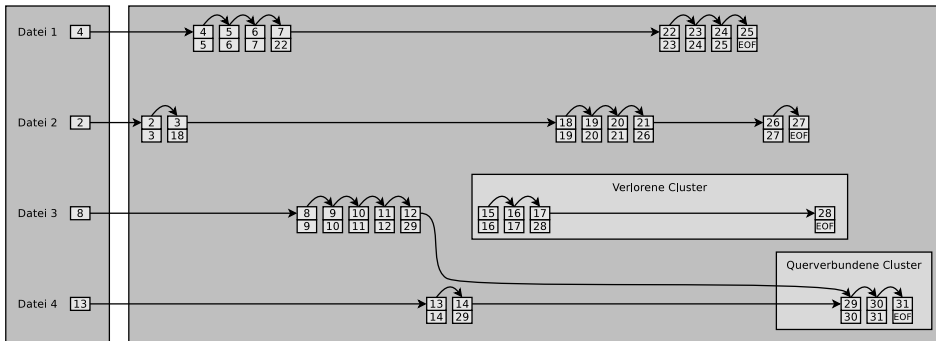 Datei 1 4 4 5 6 7 22 23 24 25
5 6 7 22 23 24 25 EOF
Datei 2 2 2 3 18 19 20 21 26 27
3 18 19 20 21 26 27 EOF
Verlorene Cluster
Datei 3 8 8 9 10 11 12 15 16 17 28
9 10 11 12 29 16 17 28 EOF
Querverbundene Cluster
Datei 4 13 13 14 29 30 31
14 29 30 31 EOF